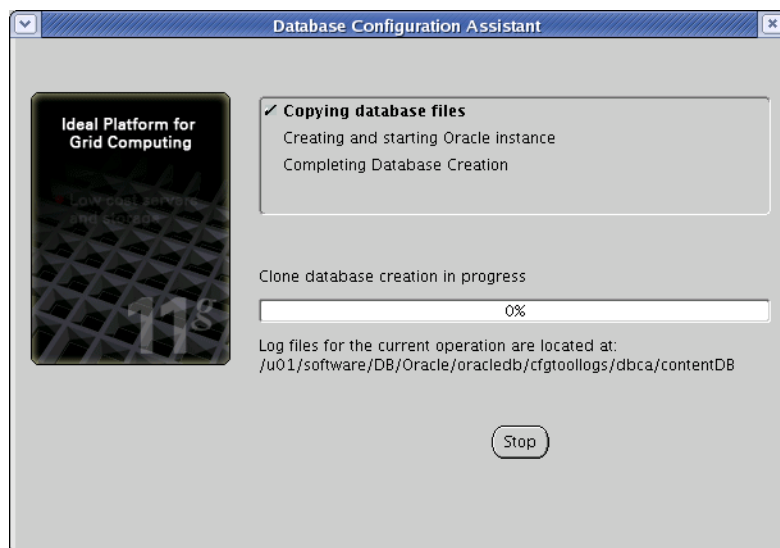 Database Configuration Assistant
Ideal Platform for
Grid Computing
Low cost servers
and storage
11g
Copying database files
Creating and starting Oracle instance
Completing Database Creation
Clone database creation in progress
0%
Log files for the current operation are located at:
/u01/software/DB/Oracle/oracledb/cfgtoollogs/dbca/contentDB
Stop